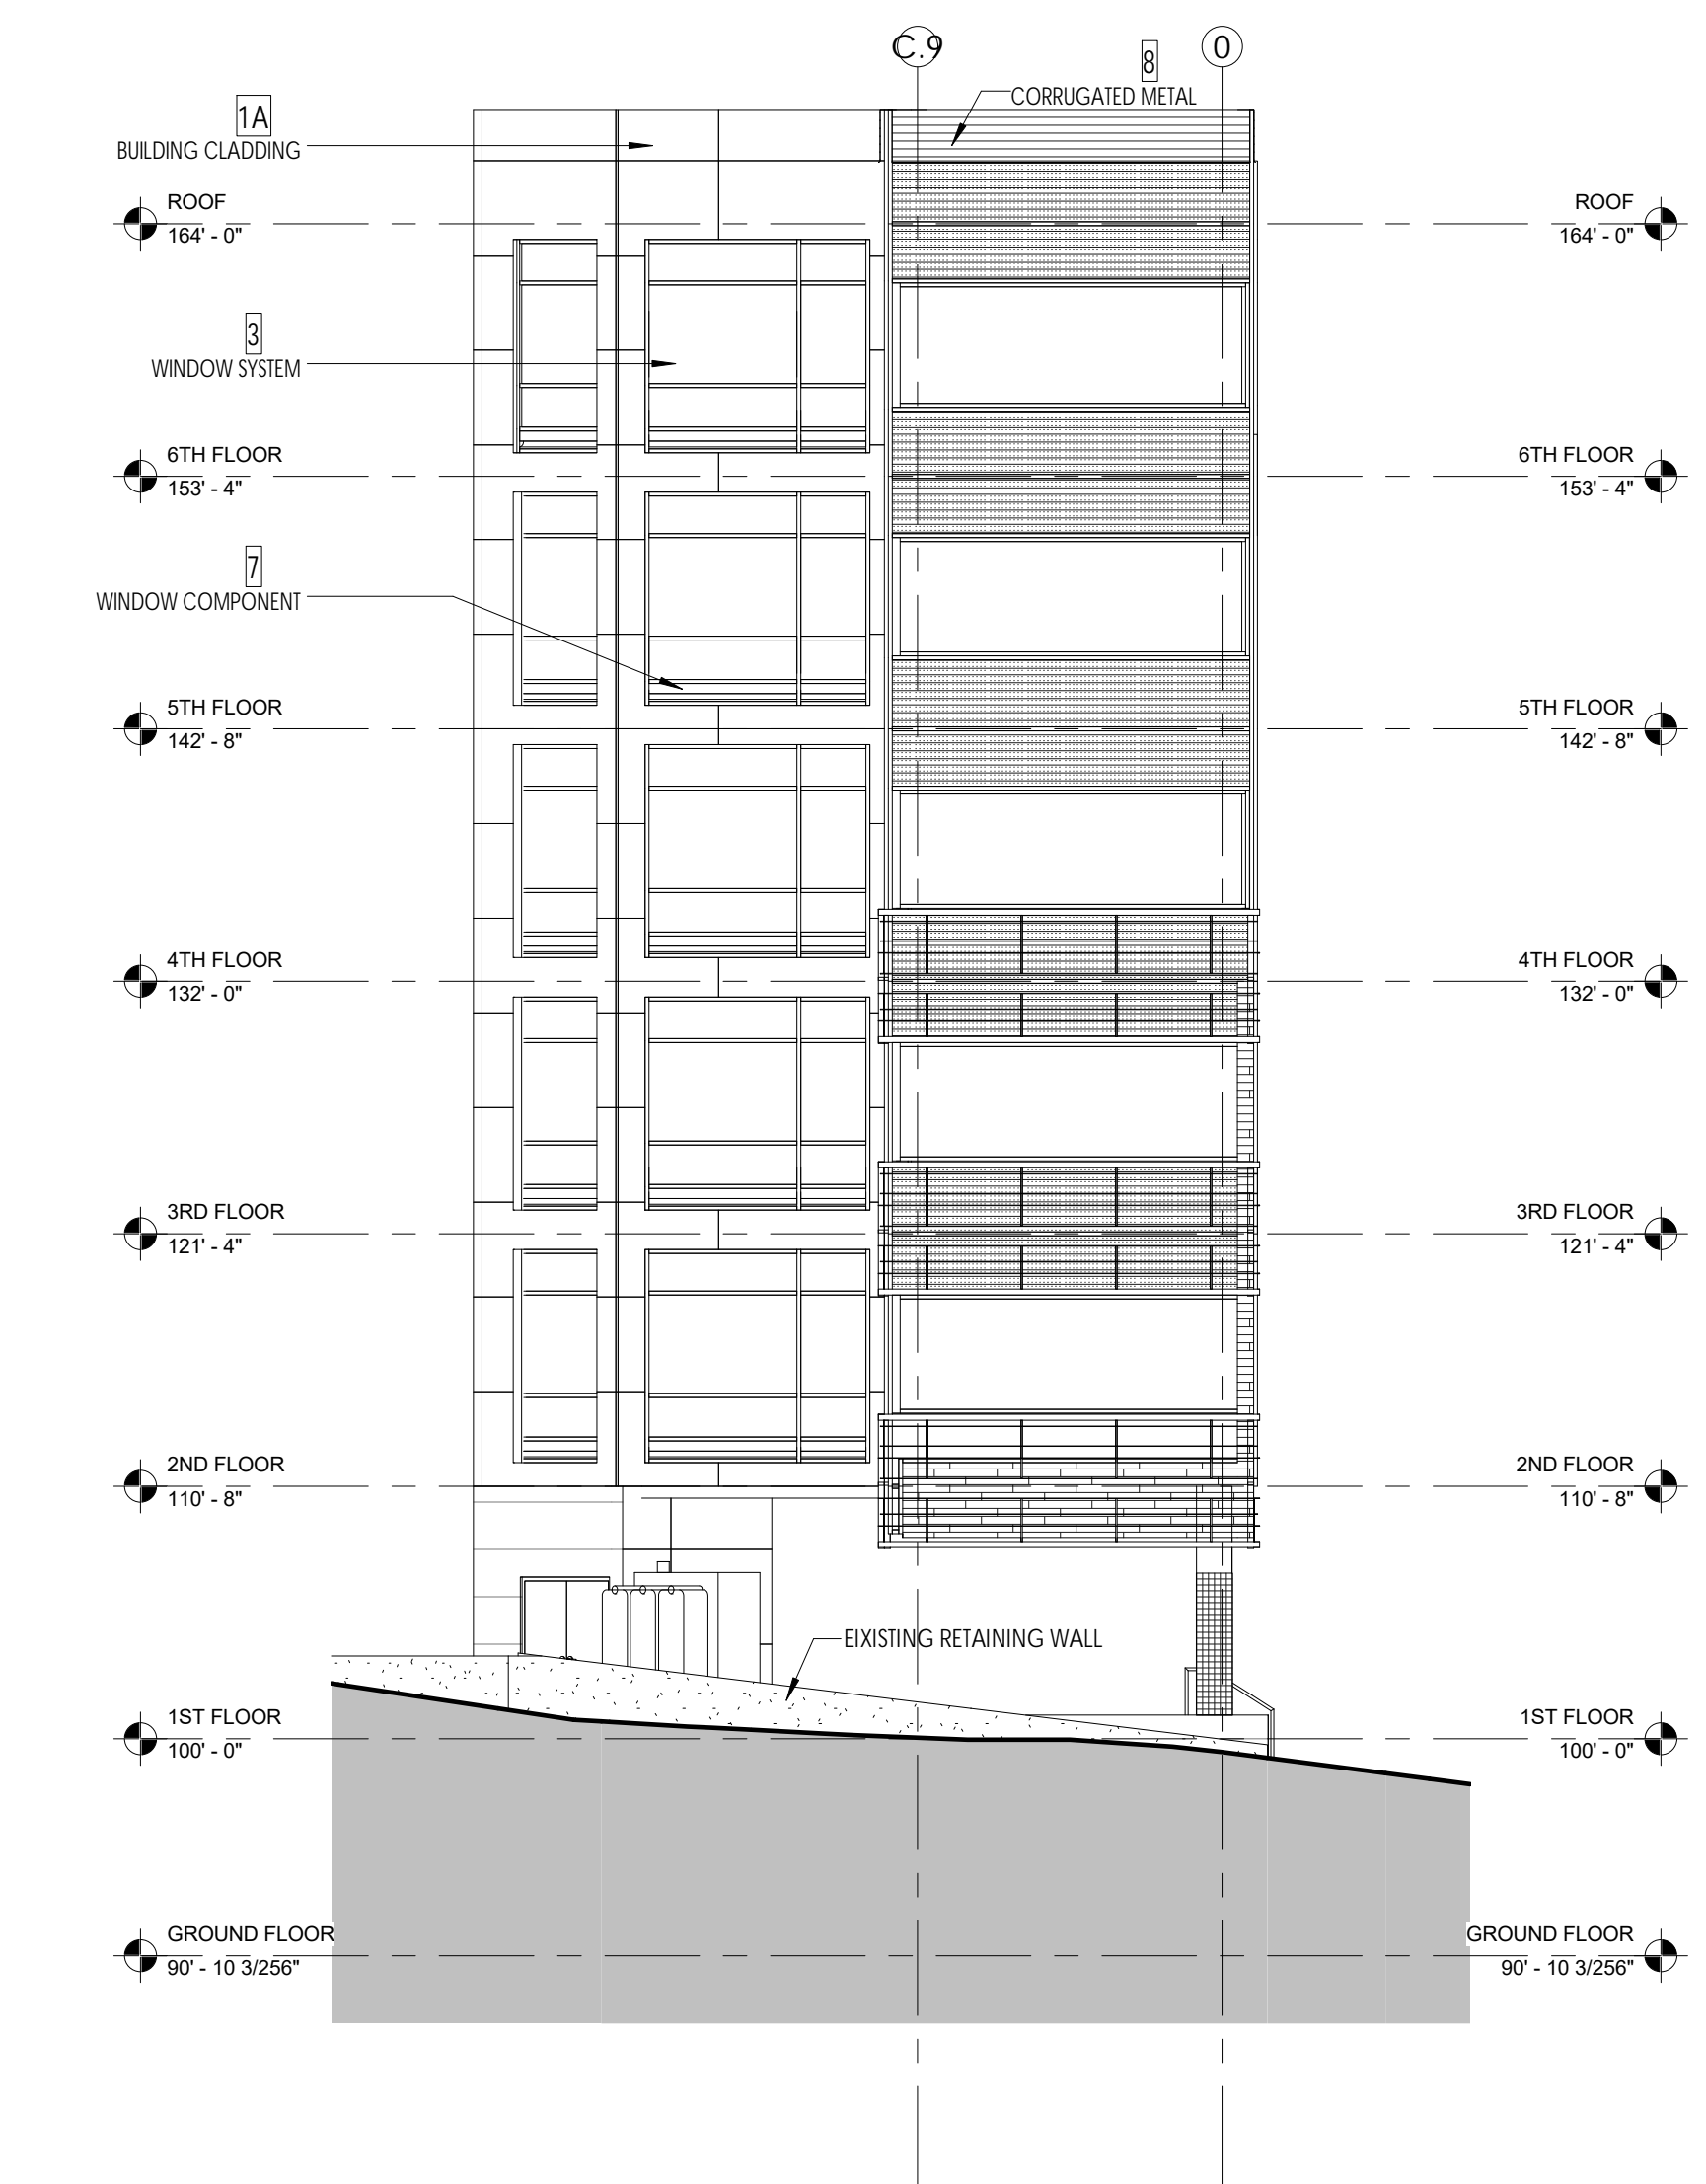 C.9
0
8
CORRUGATED METAL
1A
BUILDING CLADDING
ROOF
164' - 0"
ROOF
164' - 0"
3
WINDOW SYSTEM
6TH FLOOR
153' - 4"
6TH FLOOR
153' - 4"
7
WINDOW COMPONENT
5TH FLOOR
142' - 8"
5TH FLOOR
142' - 8"
4TH FLOOR
132' - 0"
4TH FLOOR
132' - 0"
3RD FLOOR
121' - 4"
3RD FLOOR
121' - 4"
2ND FLOOR
110' - 8"
2ND FLOOR
110' - 8"
EIXISTING RETAINING WALL
1ST FLOOR
100' - 0"
1ST FLOOR
100' - 0"
GROUND FLOOR
90' - 10 3/256"
GROUND FLOOR
90' - 10 3/256"